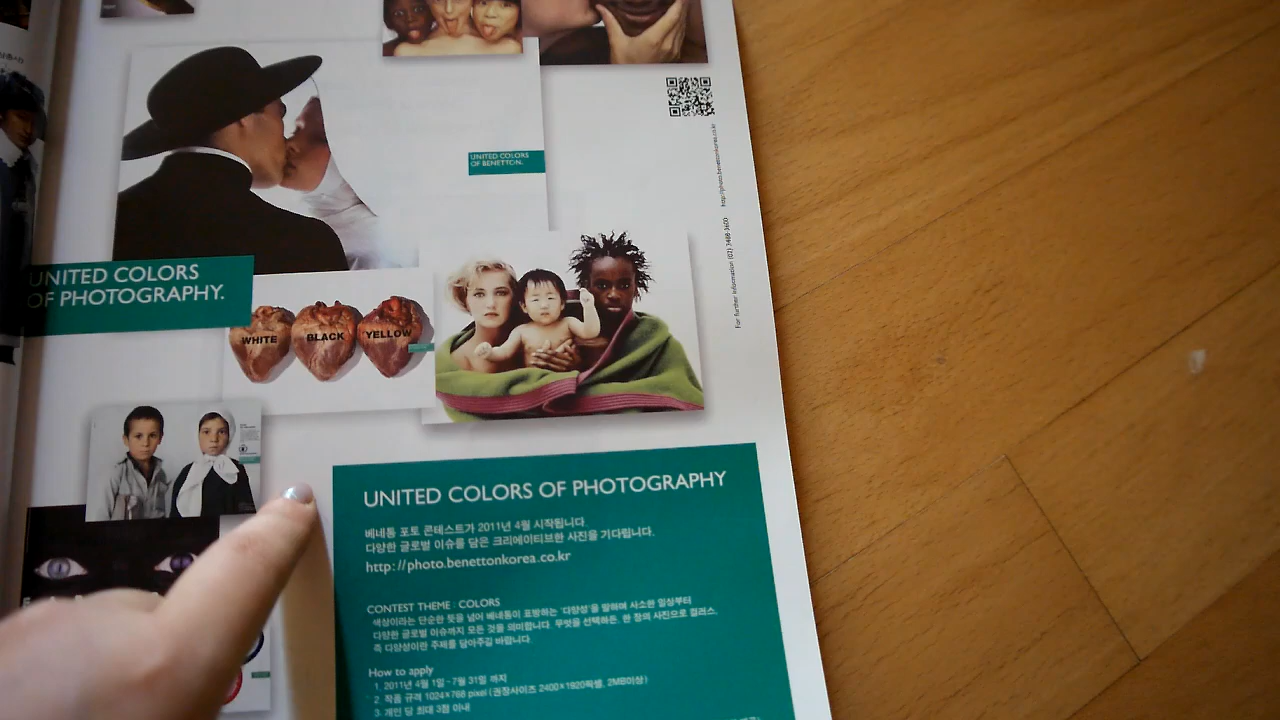 UNITED COLORS
OF BENETTON.
http://photo.benettonkorea.co.kr
For further information (02) 3466-3600
UNITED COLORS
OF PHOTOGRAPHY.
WHITE
BLACK
YELLOW
UNITED COLORS OF PHOTOGRAPHY
베네통 포토 콘테스트가 2011년 4월 시작됩니다.
다양한 글로벌 이슈를 담은 크리에이티브한 사진을 기다립니다.
http://photo.benettonkorea.co.kr
CONTEST THEME : COLORS
색상이라는 단순한 뜻을 넘어 베네통이 표방하는 '다양성'을 말하며 사소한 일상부터
다양한 글로벌 이슈까지 모든 것을 의미합니다. 무엇을 선택하든, 한 장의 사진으로 컬러스,
즉 다양성이란 주제를 담아주길 바랍니다.
How to apply
1. 2011년 4월 1일 - 7월 31일 까지
2. 작품 규격 1024×768 pixel (권장사이즈 2400×1920픽셀, 2MB이상)
3. 개인 당 최대 3점 이내